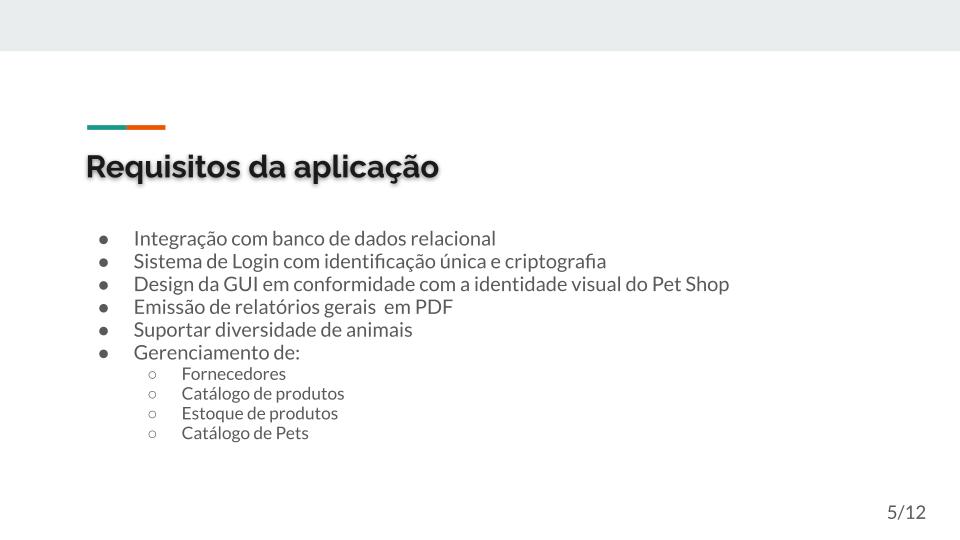 Requisitos da aplicação
● Integração com banco de dados relacional
● Sistema de Login com identificação única e criptografia
● Design da GUI em conformidade com a identidade visual do Pet Shop
● Emissão de relatórios gerais  em PDF
● Suportar diversidade de animais
● Gerenciamento de:
○ Fornecedores
○ Catálogo de produtos
○ Estoque de produtos
○ Catálogo de Pets
5/12